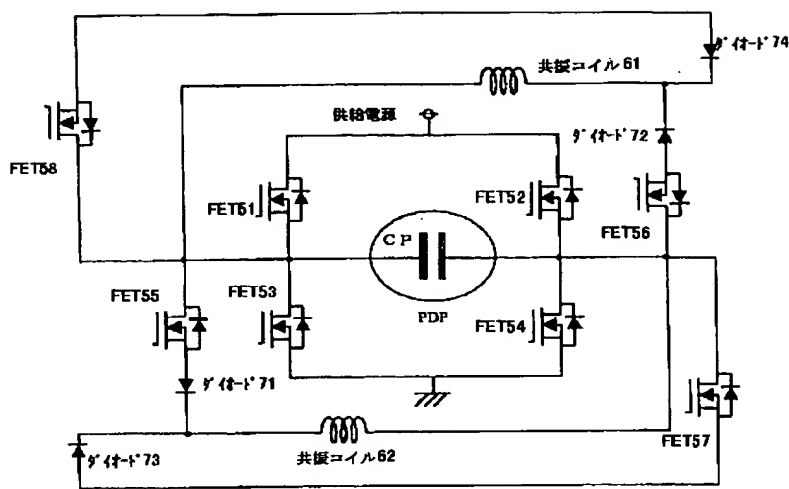 ﾀﾞｲｵｰﾄﾞ74
共振コイル61
供給電源
ﾀﾞｲｵｰﾄﾞ72
FET58
FET51
FET52
FET56
CP
FET55
FET53
PDP
FET54
ﾀﾞｲｵｰﾄﾞ71
FET57
ﾀﾞｲｵｰﾄﾞ73
共振コイル62